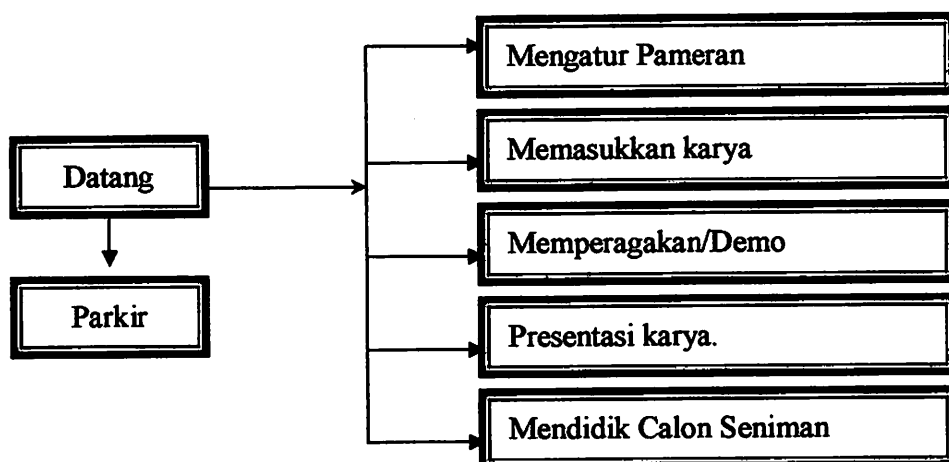 Mengatur Pameran
Memasukkan karya
Datang
Memperagakan/Demo
Parkir
Presentasi karya.
Mendidik Calon Seniman